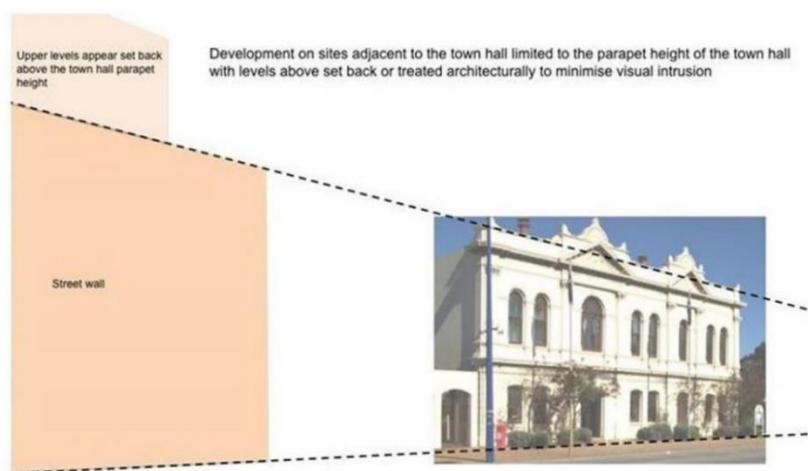 Upper levels appear set back
above the town hall parapet
height
Development on sites adjacent to the town hall limited to the parapet height of the town hall
with levels above set back or treated architecturally to minimise visual intrusion
Street wall